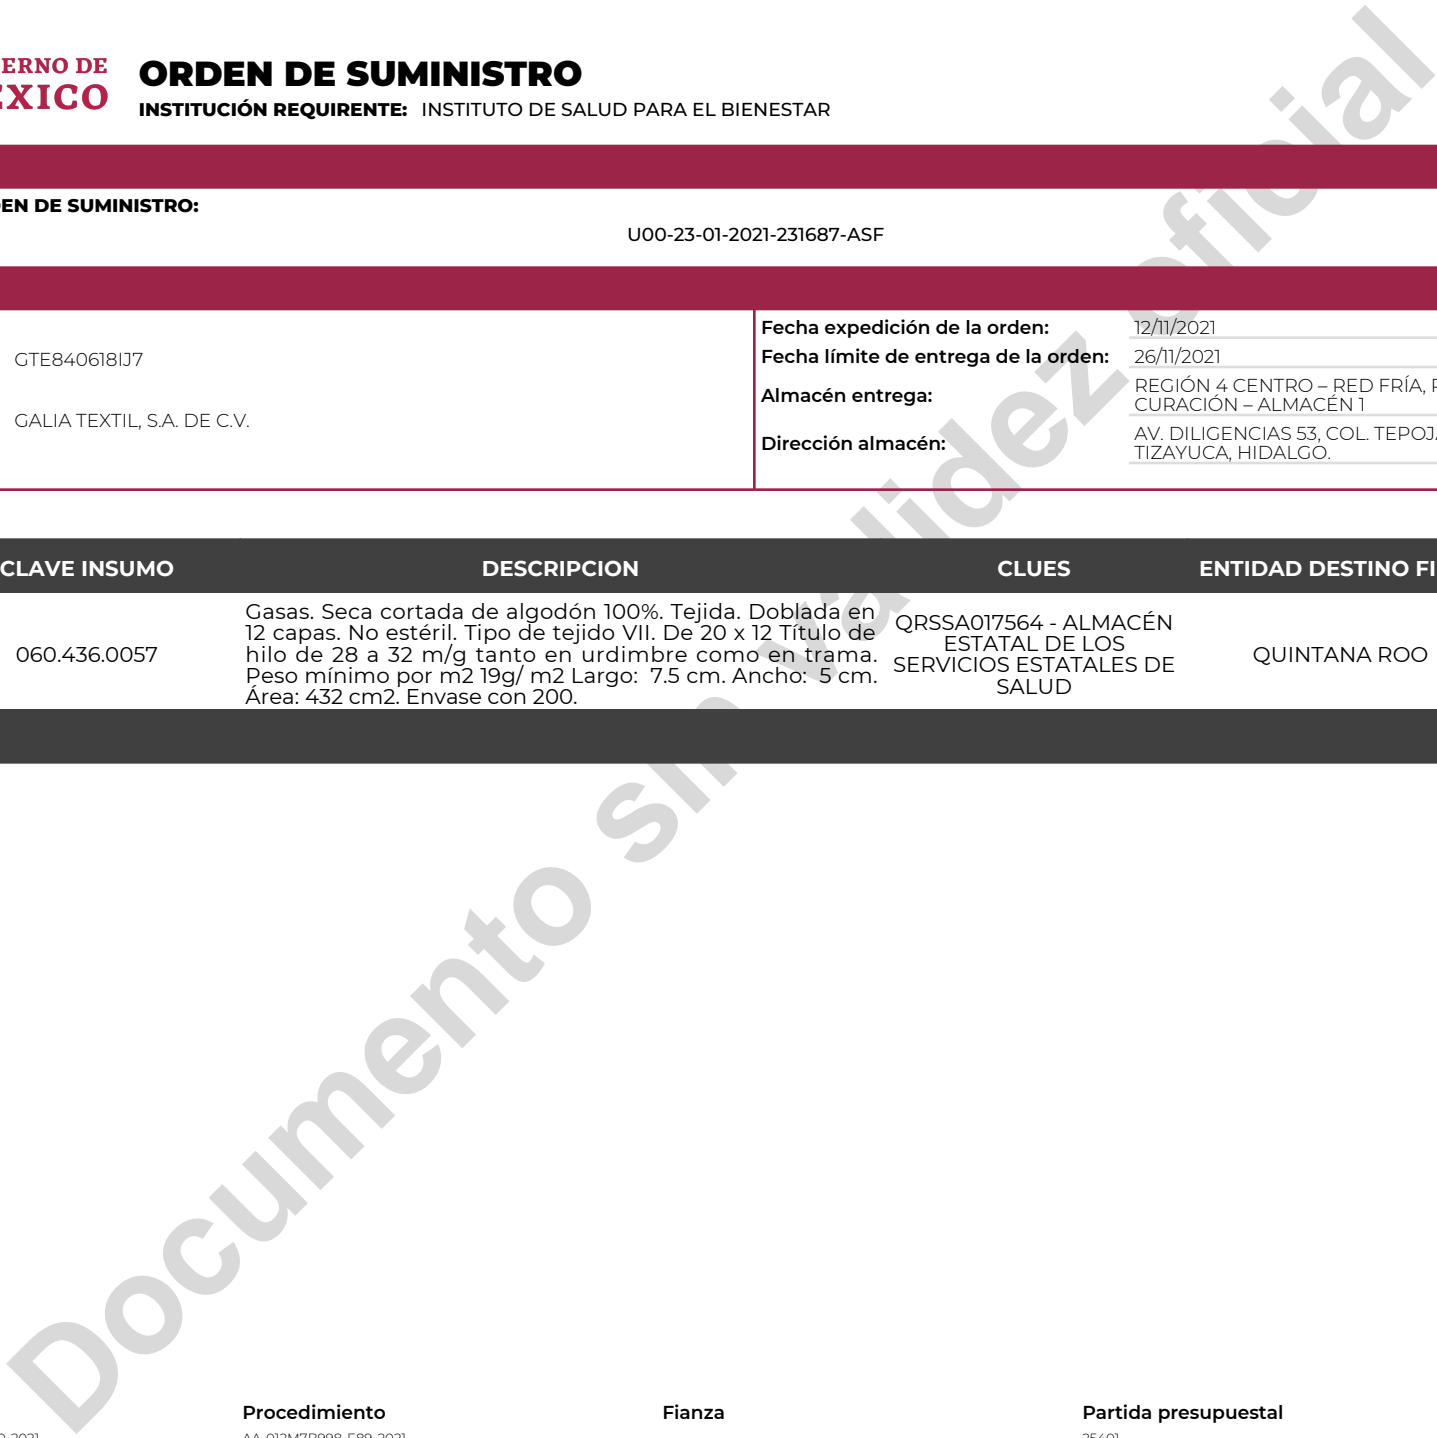 ERNO DE
ÉXICO
ORDEN DE SUMINISTRO
INSTITUCIÓN REQUIRENTE: INSTITUTO DE SALUD PARA EL BIENESTAR
EN DE SUMINISTRO:
U00-23-01-2021-231687-ASF
GTE840618IJ7
GALIA TEXTIL, S.A. DE C.V.
Fecha expedición de la orden: 12/11/2021
Fecha límite de entrega de la orden: 26/11/2021
Almacén entrega: REGIÓN 4 CENTRO – RED FRÍA,
CURACIÓN – ALMACÉN 1
Dirección almacén: AV. DILIGENCIAS 53, COL. TEPOJ
TIZAYUCA, HIDALGO.
CLAVE INSUMO DESCRIPCION CLUES ENTIDAD DESTINO FI
060.436.0057
Gasas. Seca cortada de algodón 100%. Tejida. Doblada en
12 capas. No estéril. Tipo de tejido VII. De 20 x 12 Título de
hilo de 28 a 32 m/g tanto en urdimbre como en trama.
Peso mínimo por m2 19g/ m2 Largo: 7.5 cm. Ancho: 5 cm.
Área: 432 cm2. Envase con 200.
QRSSA017564 - ALMACÉN
ESTATAL DE LOS
SERVICIOS ESTATALES DE
SALUD
QUINTANA ROO
Documento sin validez oficial
Procedimiento Fianza Partida presupuestal